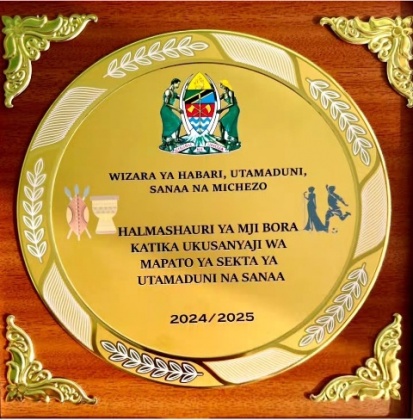 WIZARA YA HABARI, UTAMADUNI,
SANAA NA MICHEZO
HALMASHAURI YA MJI BORA
KATIKA UKUSANYAJI WA
MAPATO YA SEKTA YA
UTAMADUNI NA SANAA
2024/2025